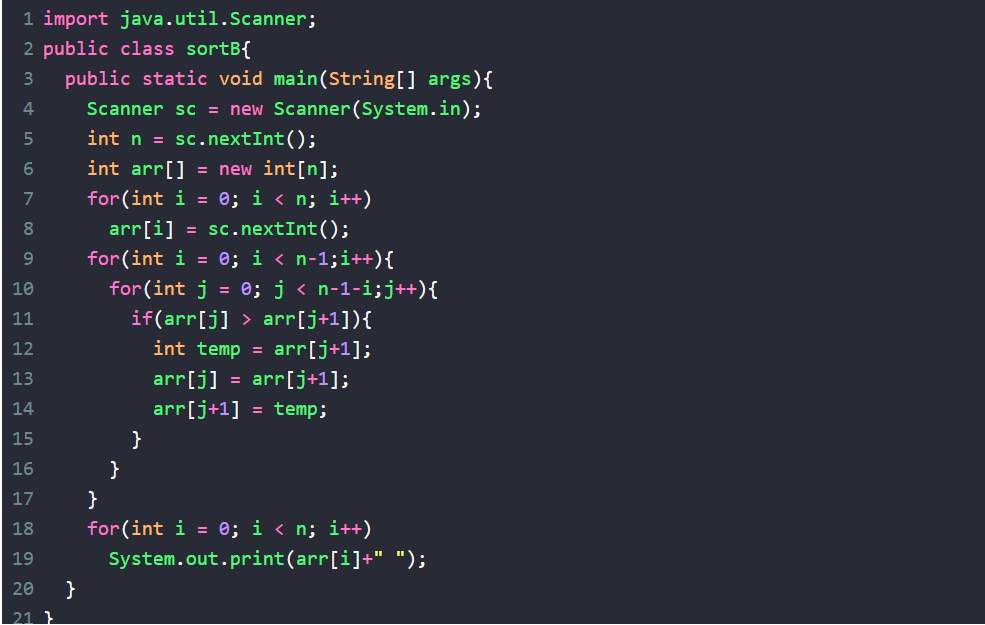 1 import java.util.Scanner;
2 public class sortB{
3   public static void main(String[] args){
4     Scanner sc = new Scanner(System.in);
5     int n = sc.nextInt();
6     int arr[] = new int[n];
7     for(int i = 0; i < n; i++)
8       arr[i] = sc.nextInt();
9     for(int i = 0; i < n-1;i++){
10       for(int j = 0; j < n-1-i;j++){
11         if(arr[j] > arr[j+1]){
12           int temp = arr[j+1];
13           arr[j] = arr[j+1];
14           arr[j+1] = temp;
15         }
16       }
17     }
18     for(int i = 0; i < n; i++)
19       System.out.print(arr[i]+" ");
20   }
21 }